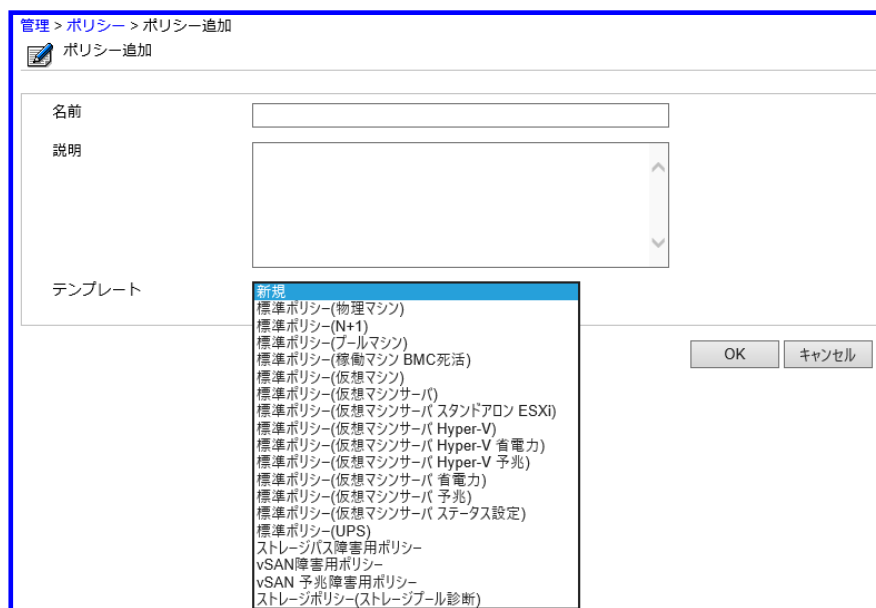 管理 > ポリシー > ポリシー追加
ポリシー追加
名前
説明
テンプレート
新規
標準ポリシー(物理マシン)
標準ポリシー(N+1)
標準ポリシー(プールマシン)
標準ポリシー(稼働マシン BMC死活)
標準ポリシー(仮想マシン)
標準ポリシー(仮想マシンサーバ)
標準ポリシー(仮想マシンサーバ スタンドアロン ESXi)
標準ポリシー(仮想マシンサーバ Hyper-V)
標準ポリシー(仮想マシンサーバ Hyper-V 省電力)
標準ポリシー(仮想マシンサーバ Hyper-V 予兆)
標準ポリシー(仮想マシンサーバ 省電力)
標準ポリシー(仮想マシンサーバ 予兆)
標準ポリシー(仮想マシンサーバ ステータス設定)
標準ポリシー(UPS)
ストレージパス障害用ポリシー
vSAN障害用ポリシー
vSAN 予兆障害用ポリシー
ストレージポリシー(ストレージプール診断)
OK キャンセル